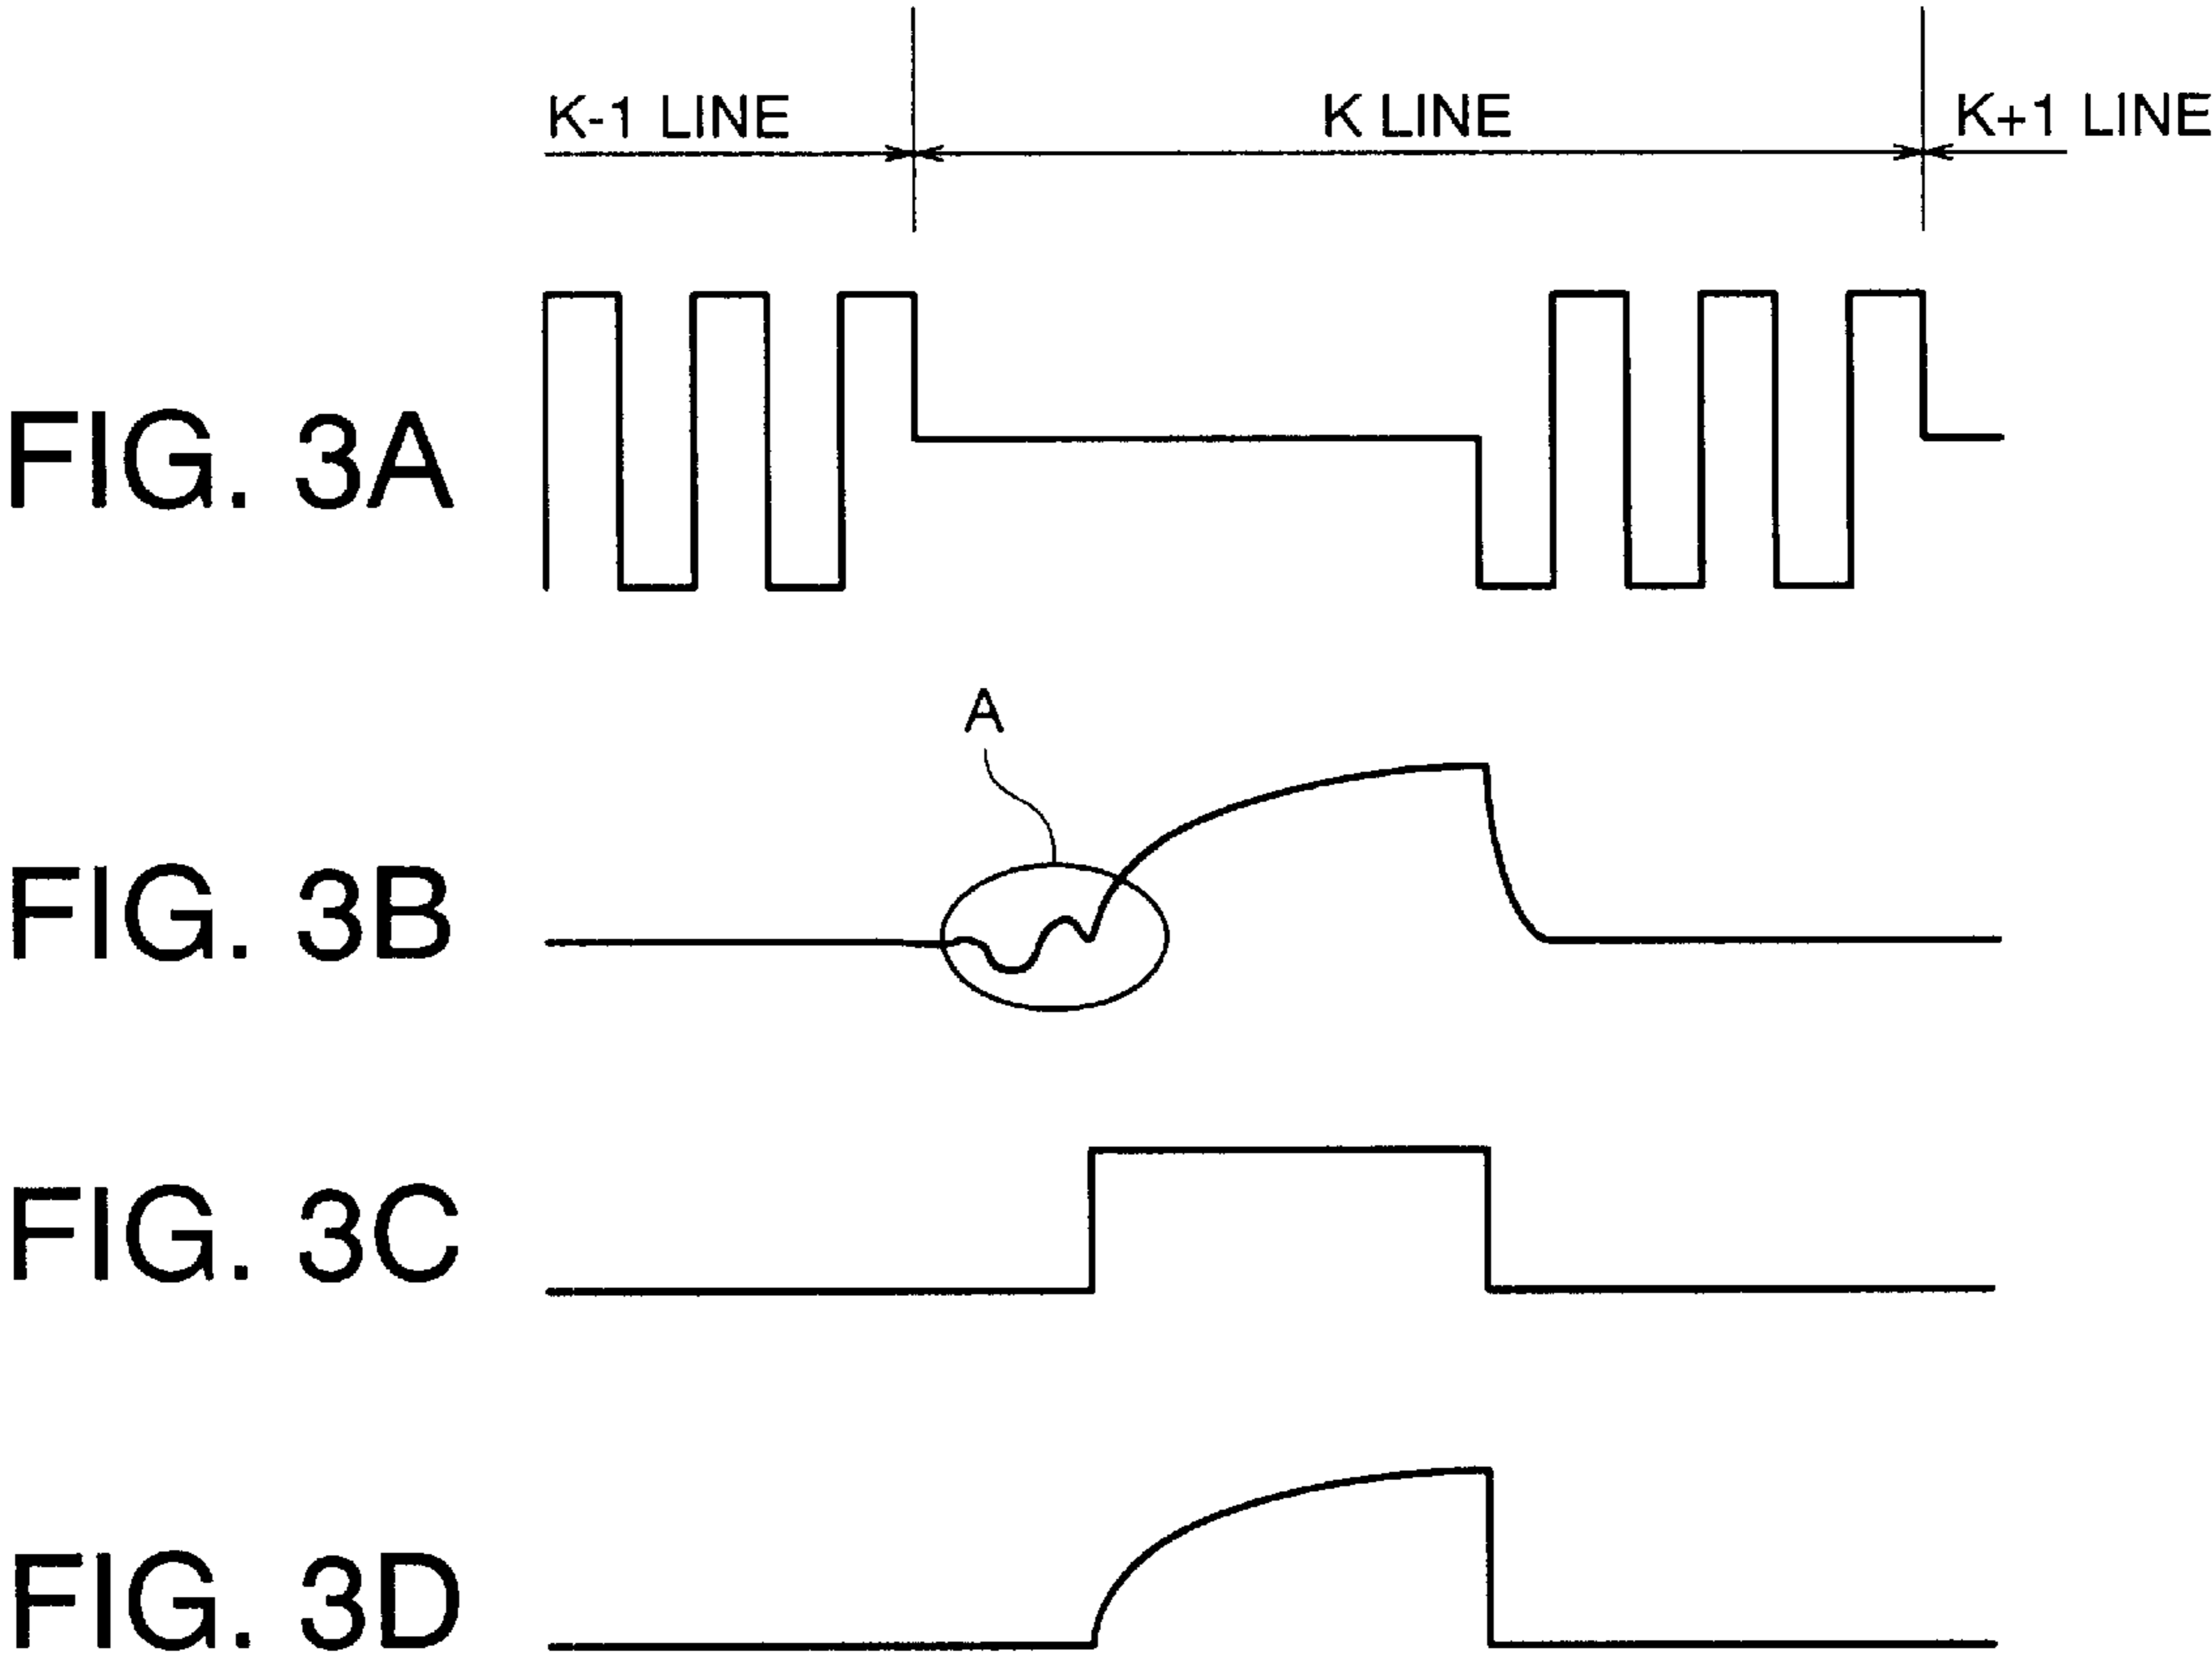 K-1 LINE K LINE K+1 LINE
FIG. 3A
A
FIG. 3B
FIG. 3C
FIG. 3D